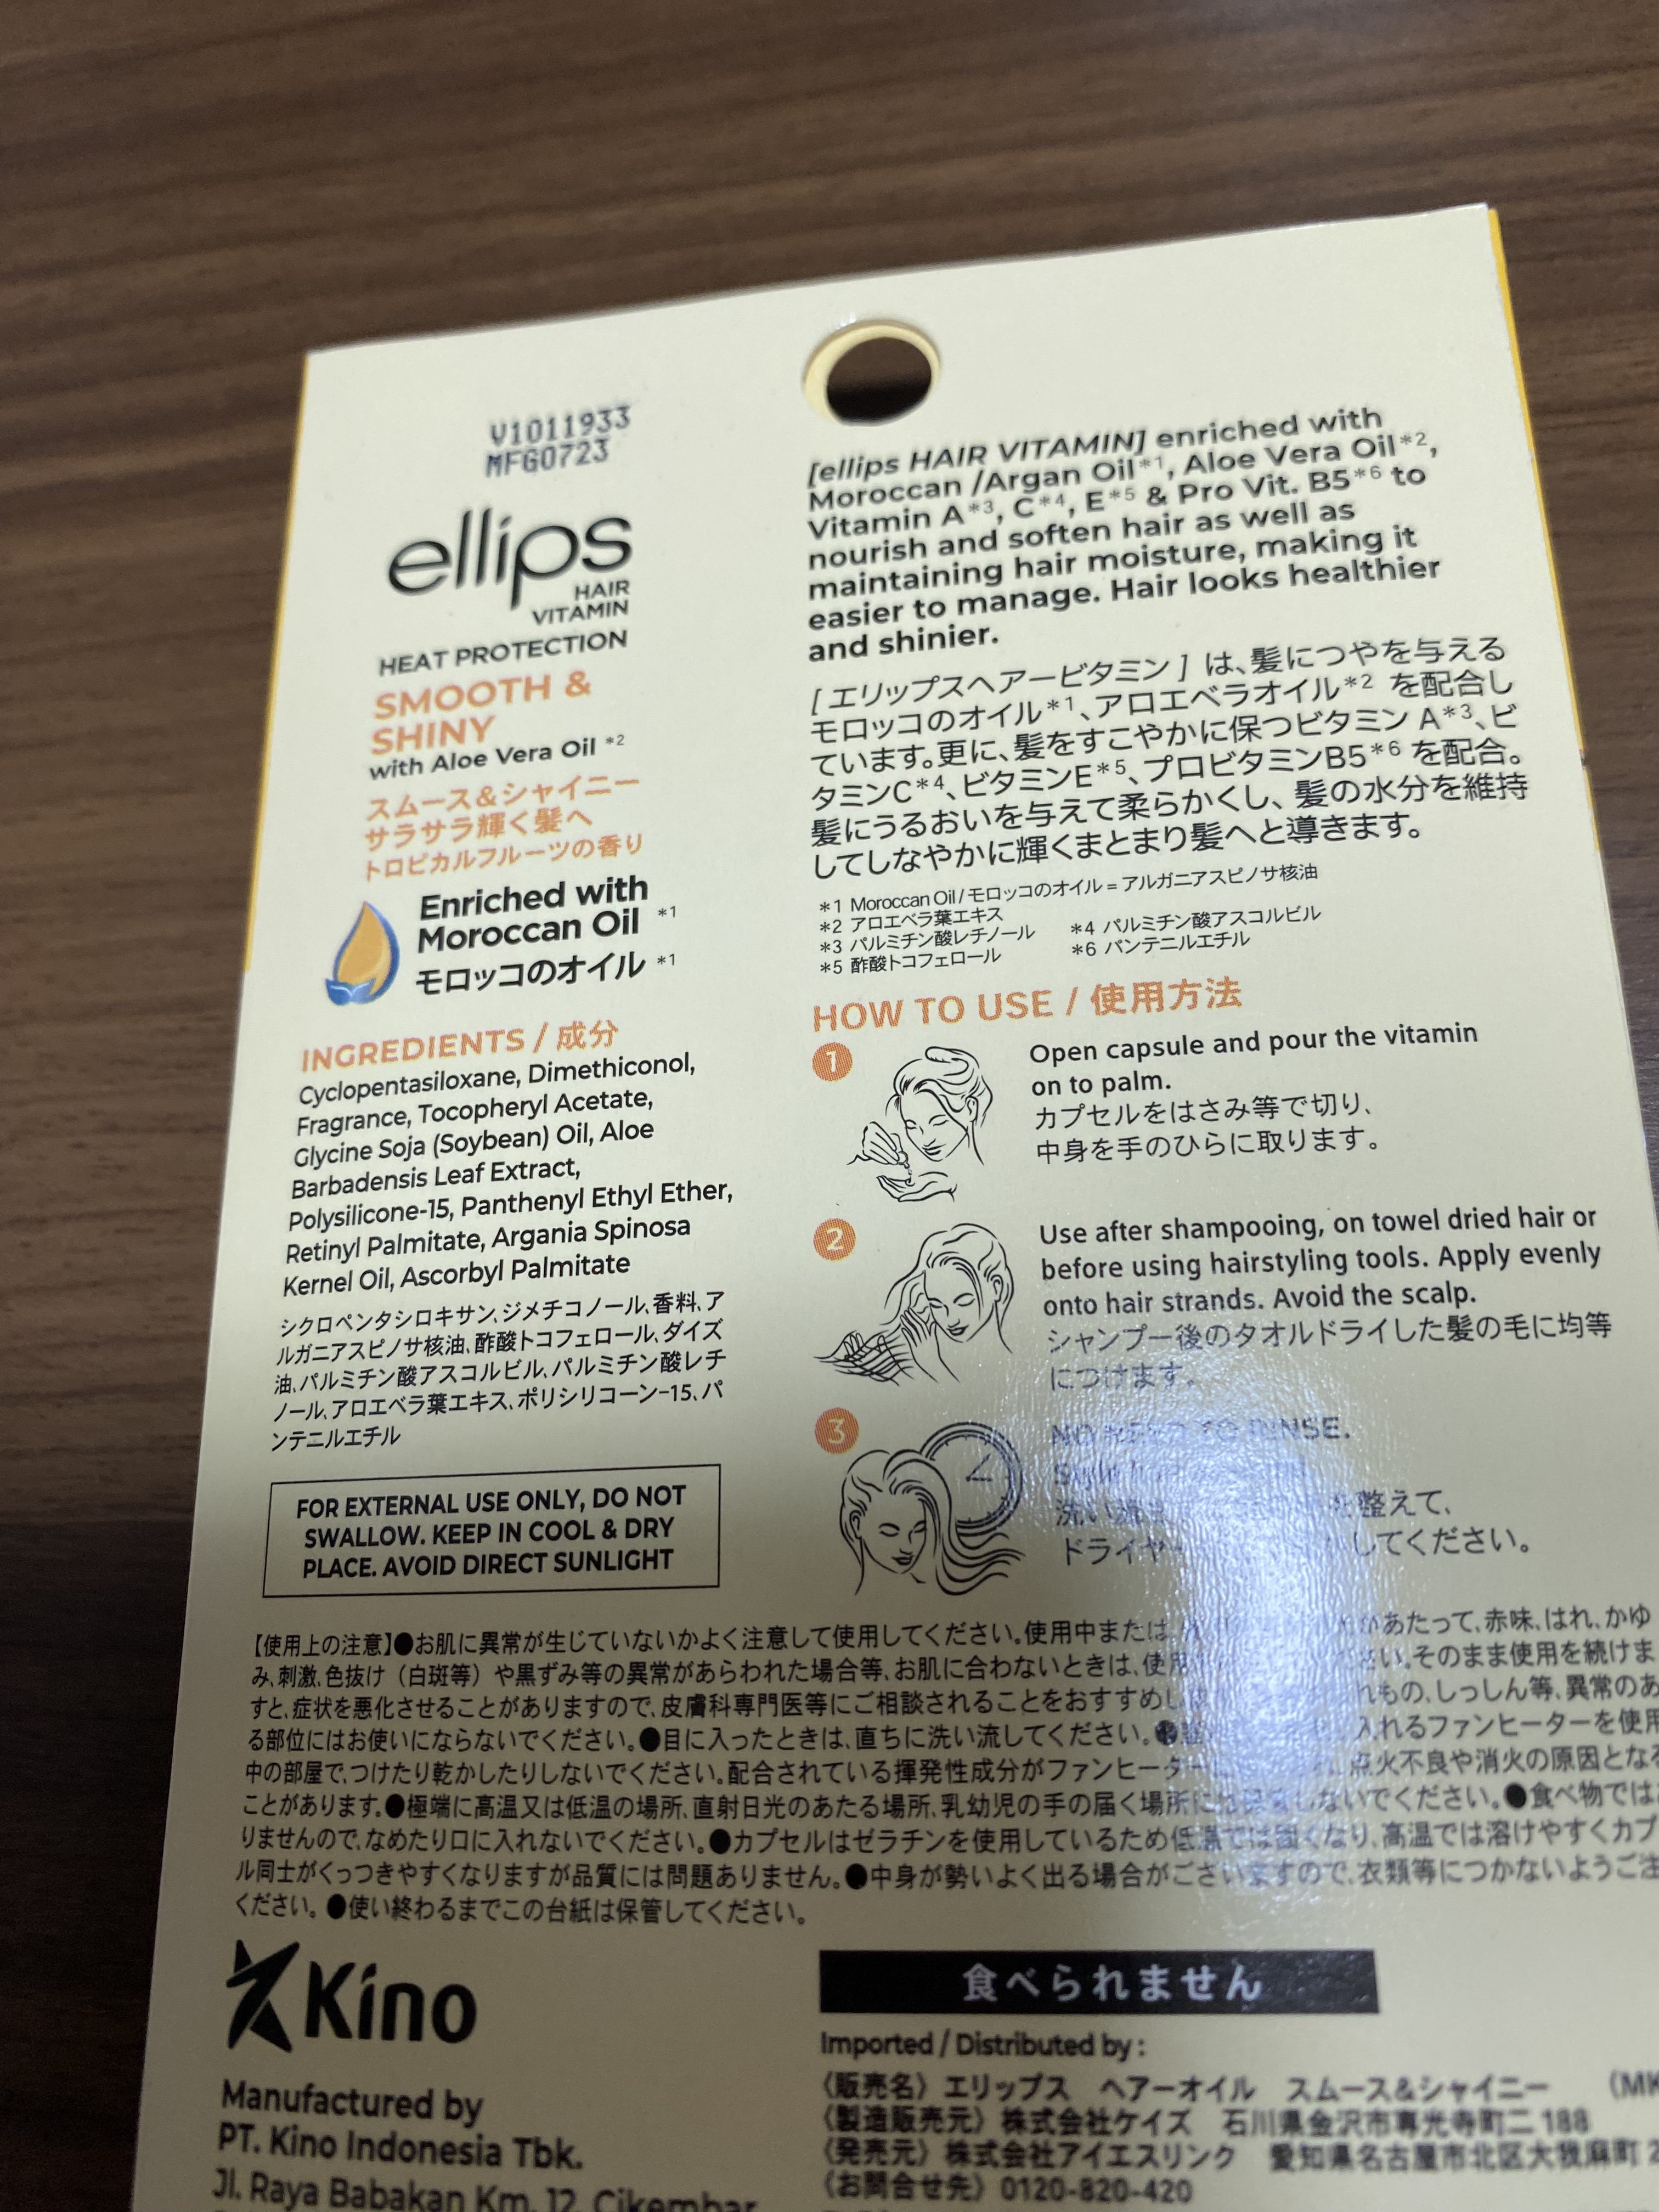 V1011933
MFG0723
ellips
HAIR
VITAMIN
HEAT PROTECTION
SMOOTH &
SHINY
with Aloe Vera Oil *2
スムース&シャイニー
サラサラ輝く髪へ
トロピカルフルーツの香り
Enriched with
Moroccan Oil *1
モロッコのオイル *1
INGREDIENTS / 成分
Cyclopentasiloxane, Dimethiconol,
Fragrance, Tocopheryl Acetate,
Glycine Soja (Soybean) Oil, Aloe
Barbadensis Leaf Extract,
Polysilicone-15, Panthenyl Ethyl Ether,
Retinyl Palmitate, Argania Spinosa
Kernel Oil, Ascorbyl Palmitate
シクロペンタシロキサン、ジメチコノール、香料、ア
ルガニアスピノサ核油、酢酸トコフェロール、ダイズ
油、パルミチン酸アスコルビル、パルミチン酸レチ
ノール、アロエベラ葉エキス、ポリシリコーン-15、パ
ンテニルエチル
FOR EXTERNAL USE ONLY, DO NOT
SWALLOW. KEEP IN COOL & DRY
PLACE. AVOID DIRECT SUNLIGHT
[ellips HAIR VITAMIN] enriched with
Moroccan /Argan Oil*1, Aloe Vera Oil*2,
Vitamin A*3, C*4, E*5 & Pro Vit. B5*6 to
nourish and soften hair as well as
maintaining hair moisture, making it
easier to manage. Hair looks healthier
and shinier.
[ エリップスヘアービタミン ] は、髪につやを与える
モロッコのオイル*1、アロエベラオイル*2 を配合し
ています。更に、髪をすこやかに保つビタミン A*3、ビ
タミンC*4、ビタミンE*5、プロビタミンB5*6 を配合。
髪にうるおいを与えて柔らかくし、髪の水分を維持
してしなやかに輝くまとまり髪へと導きます。
*1 Moroccan Oil / モロッコのオイル = アルガニアスピノサ核油
*2 アロエベラ葉エキス
*3 パルミチン酸レチノール *4 パルミチン酸アスコルビル
*5 酢酸トコフェロール *6 パンテニルエチル
HOW TO USE / 使用方法
1
Open capsule and pour the vitamin
on to palm.
カプセルをはさみ等で切り、
中身を手のひらに取ります。
2
Use after shampooing, on towel dried hair or
before using hairstyling tools. Apply evenly
onto hair strands. Avoid the scalp.
シャンプー後のタオルドライした髪の毛に均等
につけます。
3
NO NEED TO RINSE.
洗い を整えて、
ドライヤー してください。
【使用上の注意】●お肌に異常が生じていないかよく注意して使用してください。使用中または があたって、赤味、はれ、かゆ
み、刺激、色抜け（白斑等）や黒ずみ等の異常があらわれた場合等、お肌に合わないときは、使用 さい。そのまま使用を続けま
すと、症状を悪化させることがありますので、皮膚科専門医等にご相談されることをおすすめし れもの、しっしん等、異常のあ
る部位にはお使いにならないでください。●目に入ったときは、直ちに洗い流してください。● 入れるファンヒーターを使用
中の部屋で、つけたり乾かしたりしないでください。配合されている揮発性成分がファンヒーター 点火不良や消火の原因となる
ことがあります。●極端に高温又は低温の場所、直射日光のあたる場所、乳幼児の手の届く場所には保管しないでください。●食べ物では
りませんので、なめたり口に入れないでください。●カプセルはゼラチンを使用しているため低温では固くなり、高温では溶けやすくカプ
ル同士がくっつきやすくなりますが品質には問題ありません。●中身が勢いよく出る場合がございますので、衣類等につかないようご注
ください。●使い終わるまでこの台紙は保管してください。
Kino
Manufactured by
PT. Kino Indonesia Tbk.
Jl. Raya Babakan Km. 12, Cikembar
食べられません
Imported / Distributed by :
〈販売名〉エリップス ヘアーオイル スムース&シャイニー (MK
〈製造販売元〉株式会社ケイズ 石川県金沢市専光寺町二 188
〈発売元〉株式会社アイエスリンク 愛知県名古屋市北区大我麻町 2
〈お問合せ先〉0120-820-420